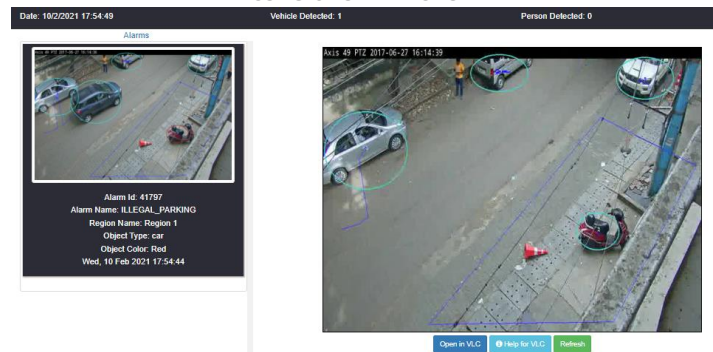 Date: 10/2/2021 17:54:49 Vehicle Detected: 1 Person Detected: 0
Alarms
Alarm Id: 41797
Alarm Name: ILLEGAL_PARKING
Region Name: Region 1
Object Type: car
Object Color: Red
Wed, 10 Feb 2021 17:54:44
Axis 49 PTZ 2017-06-27 16:14:39
Open in VLC Help for VLC Refresh